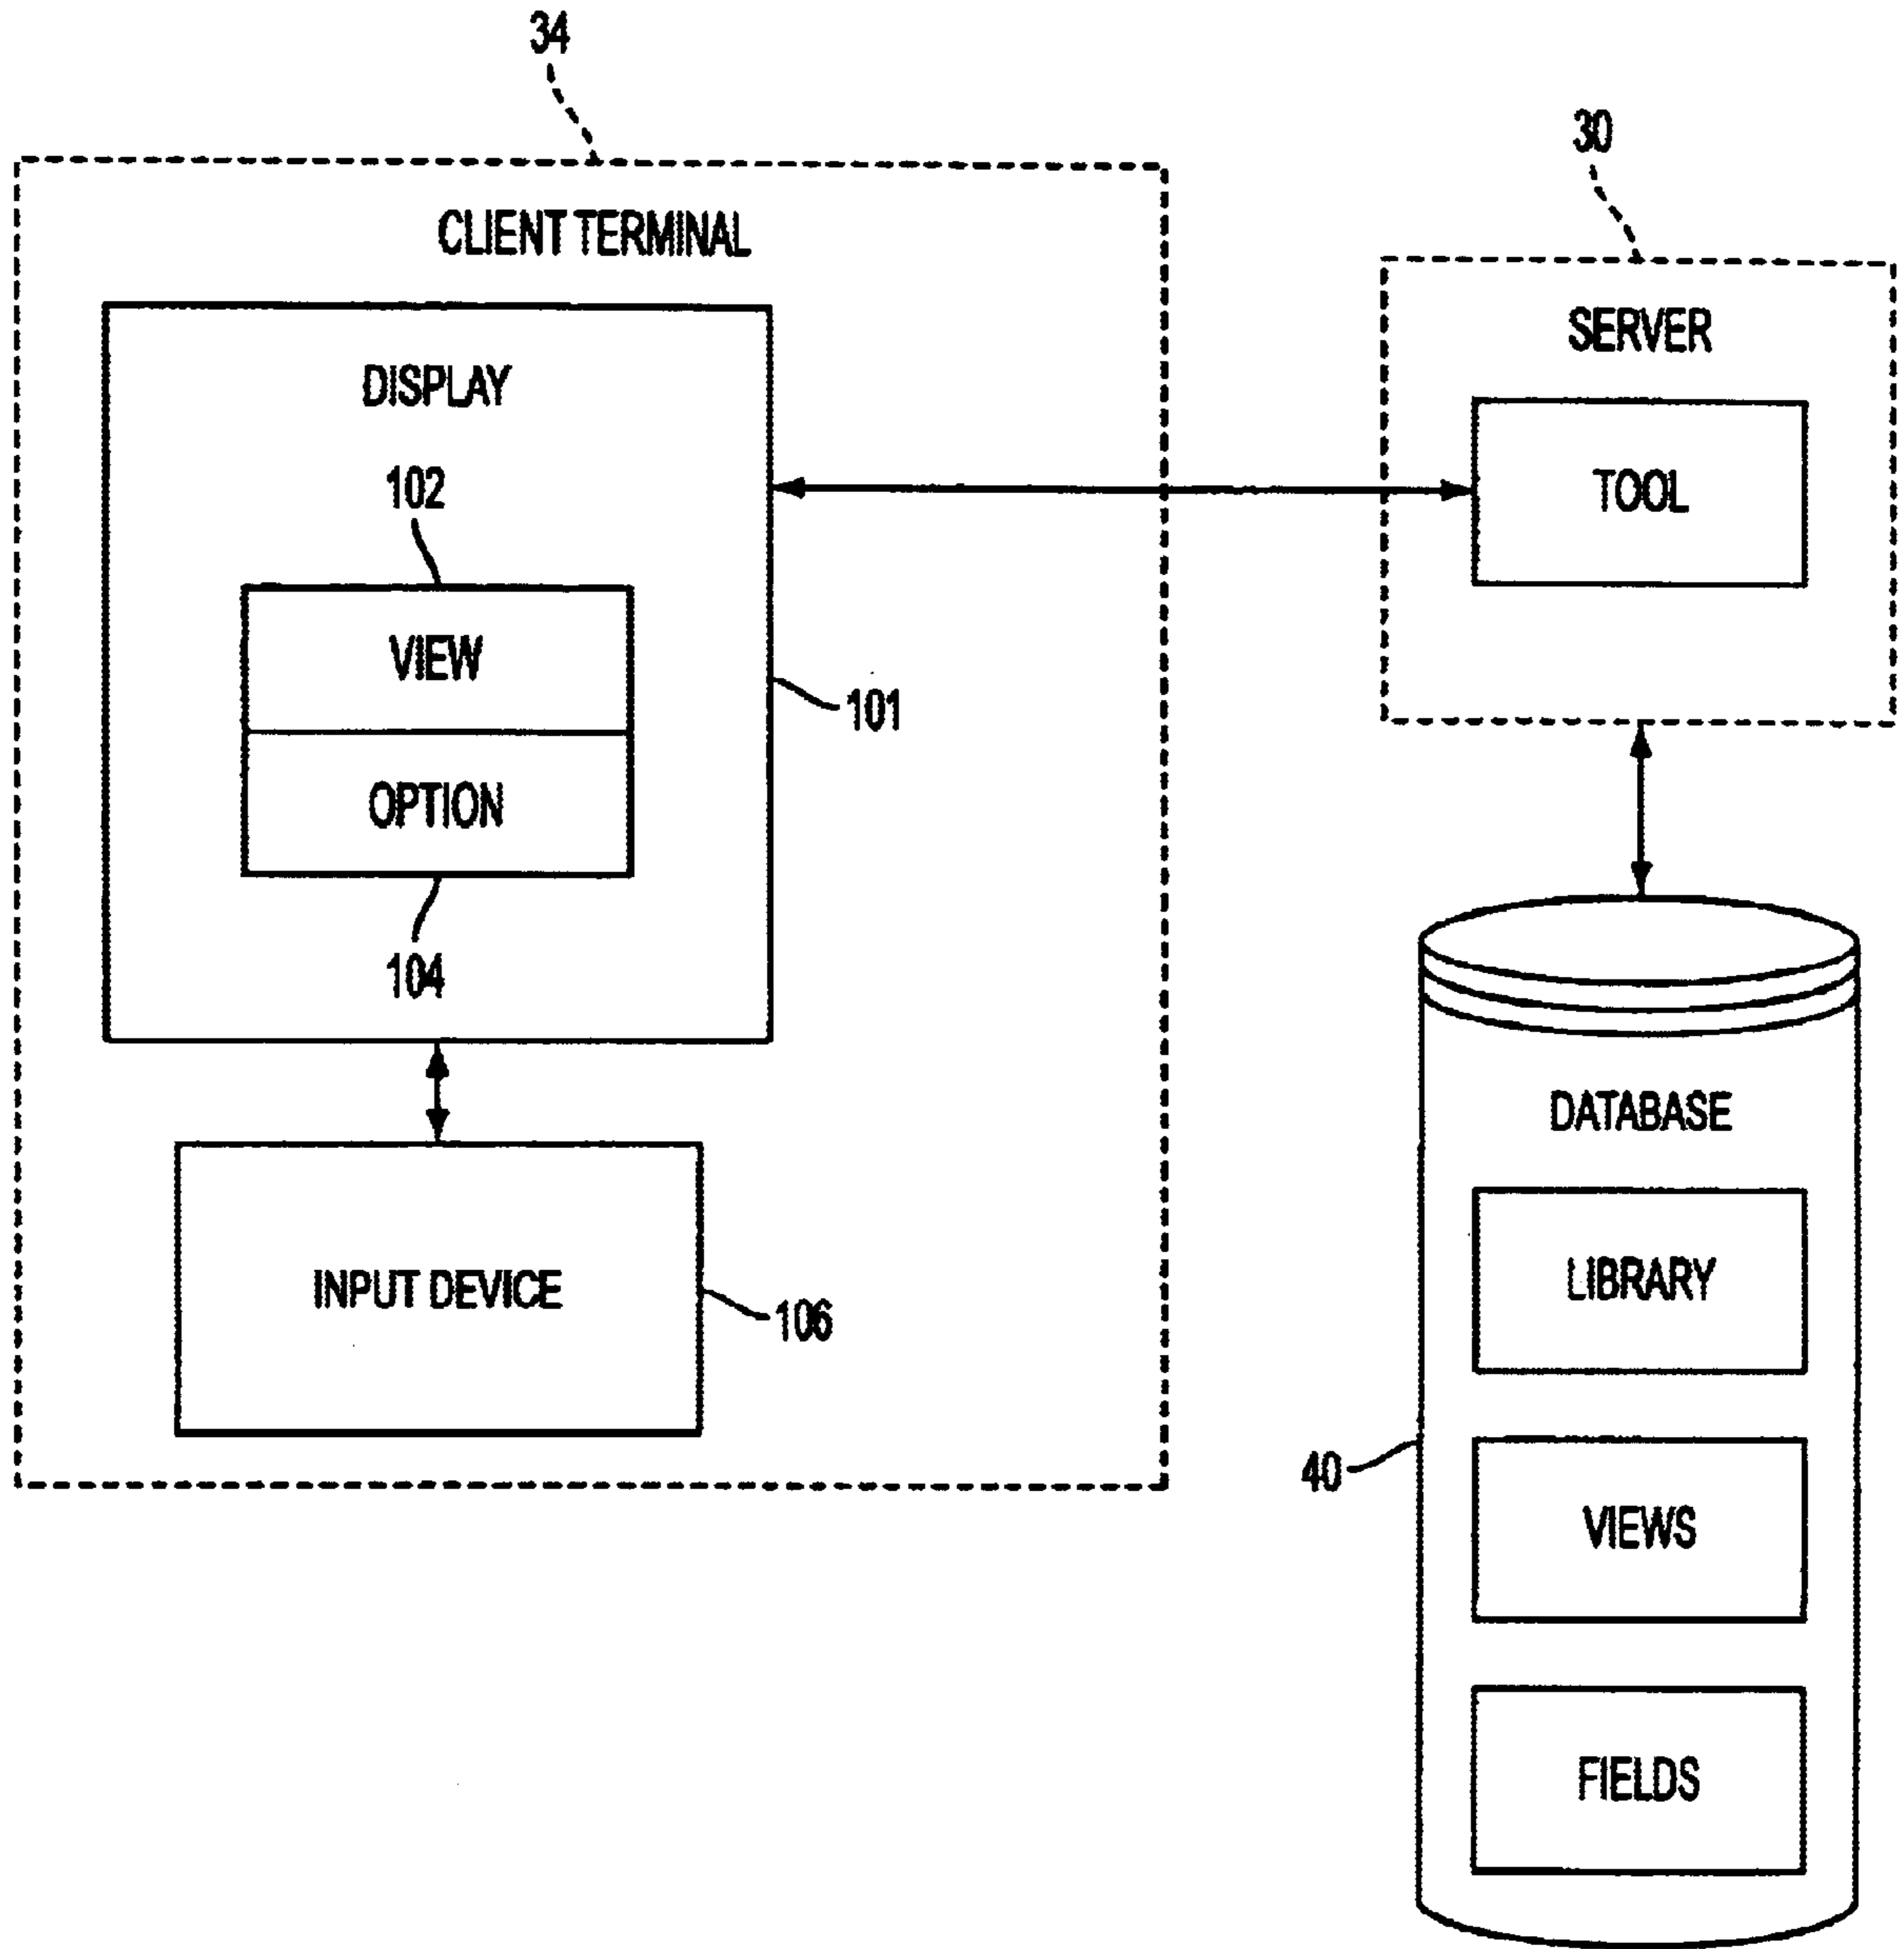 34
CLIENT TERMINAL
DISPLAY
102
VIEW
OPTION
104
101
INPUT DEVICE
106
30
SERVER
TOOL
DATABASE
LIBRARY
VIEWS
FIELDS
40